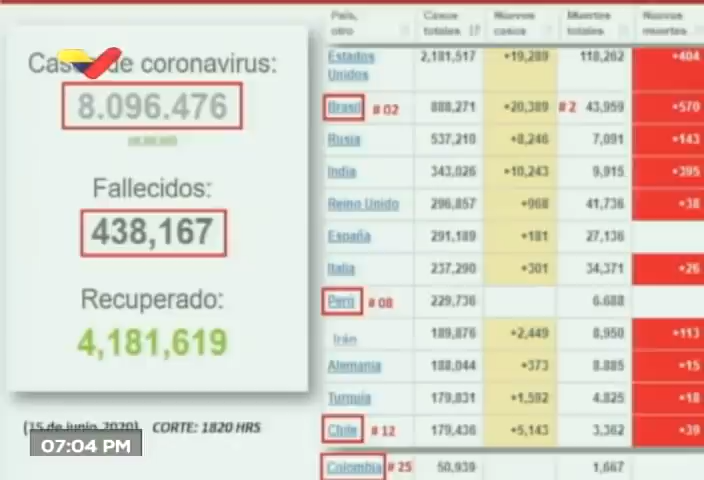 Casos de coronavirus:
8.096.476
Fallecidos:
438,167
Recuperado:
4,181,619
(15 de junio 2020) CORTE: 1820 HRS
07:04 PM
País, otro Casos totales Nuevos casos Muertes totales Nuevos muertes
Estados Unidos 2,181,517 +19,289 118,262 +404
Brasil # 02 888,271 +20,389 # 2 43,959 +570
Rusia 537,210 +8,246 7,091 +143
India 343,026 +10,243 9,915 +395
Reino Unido 296,857 +968 41,736 +38
España 291,189 +181 27,136
Italia 237,290 +301 34,371 +26
Perú # 08 229,736 6.688
Irán 189,876 +2,449 8,950 +113
Alemania 188,044 +373 8.885 +15
Turquía 179,831 +1,592 4.825 +18
Chile # 12 179,436 +5,143 3,362 +39
Colombia # 25 50,939 1,667